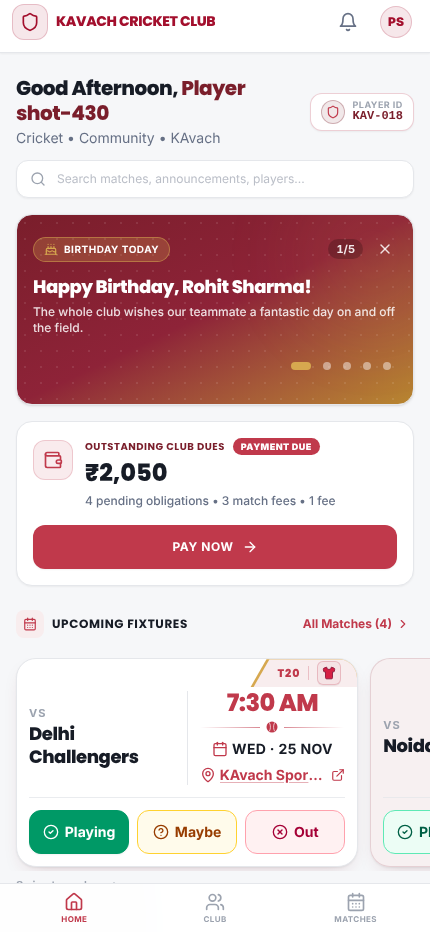 KAVACH CRICKET CLUB
PS
Good Afternoon, Player
shot-430
PLAYER ID
KAV-018
Cricket • Community • KAvach
Search matches, announcements, players...
BIRTHDAY TODAY
1/5
Happy Birthday, Rohit Sharma!
The whole club wishes our teammate a fantastic day on and off
the field.
OUTSTANDING CLUB DUES PAYMENT DUE
₹2,050
4 pending obligations • 3 match fees • 1 fee
PAY NOW
UPCOMING FIXTURES
All Matches (4)
T20
VS
Delhi
Challengers
7:30 AM
WED · 25 NOV
KAvach Spor...
Playing
Maybe
Out
VS
HOME
CLUB
MATCHES